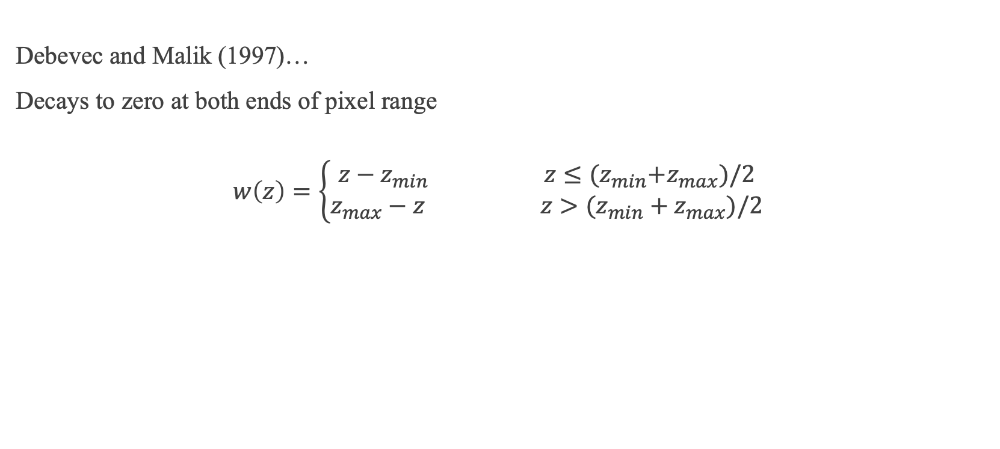 Debevec and Malik (1997)…
Decays to zero at both ends of pixel range
w(z) = { z − z_min    z ≤ (z_min+z_max)/2
z_max − z    z > (z_min + z_max)/2